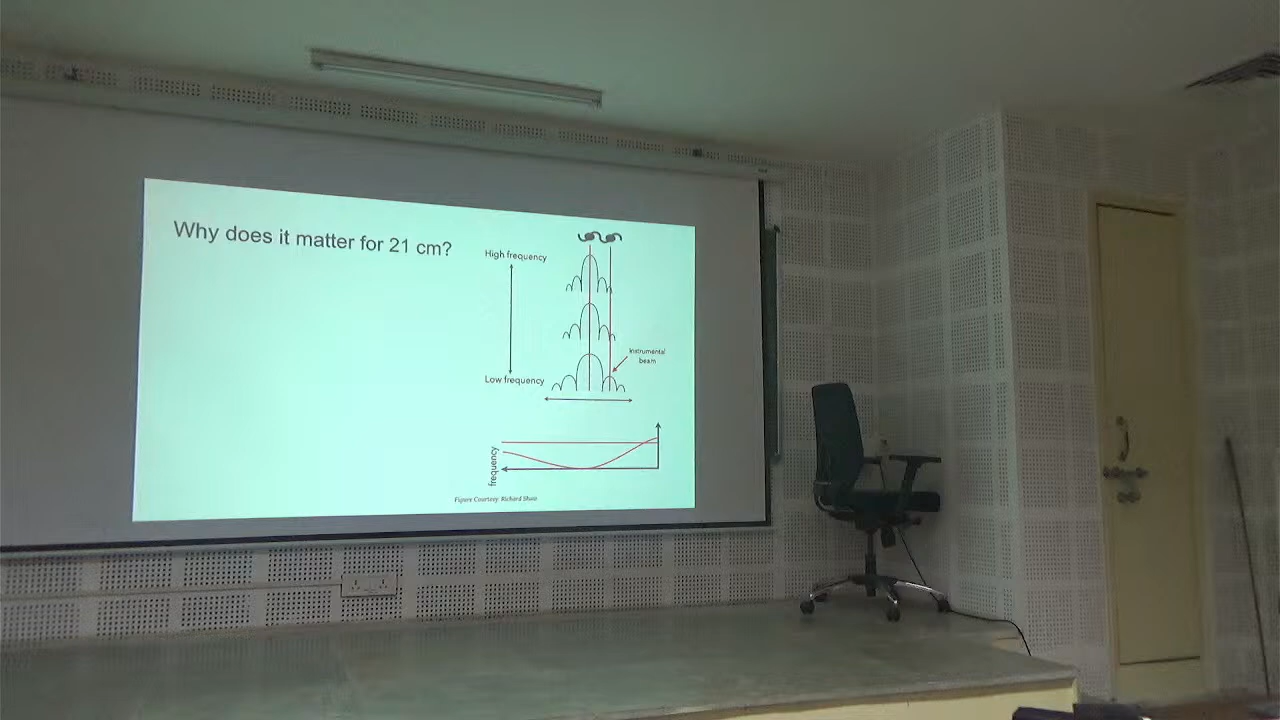 Why does it matter for 21 cm?
High frequency
Instrumental
beam
Low frequency
frequency
Figure Courtesy: Richard Shaw